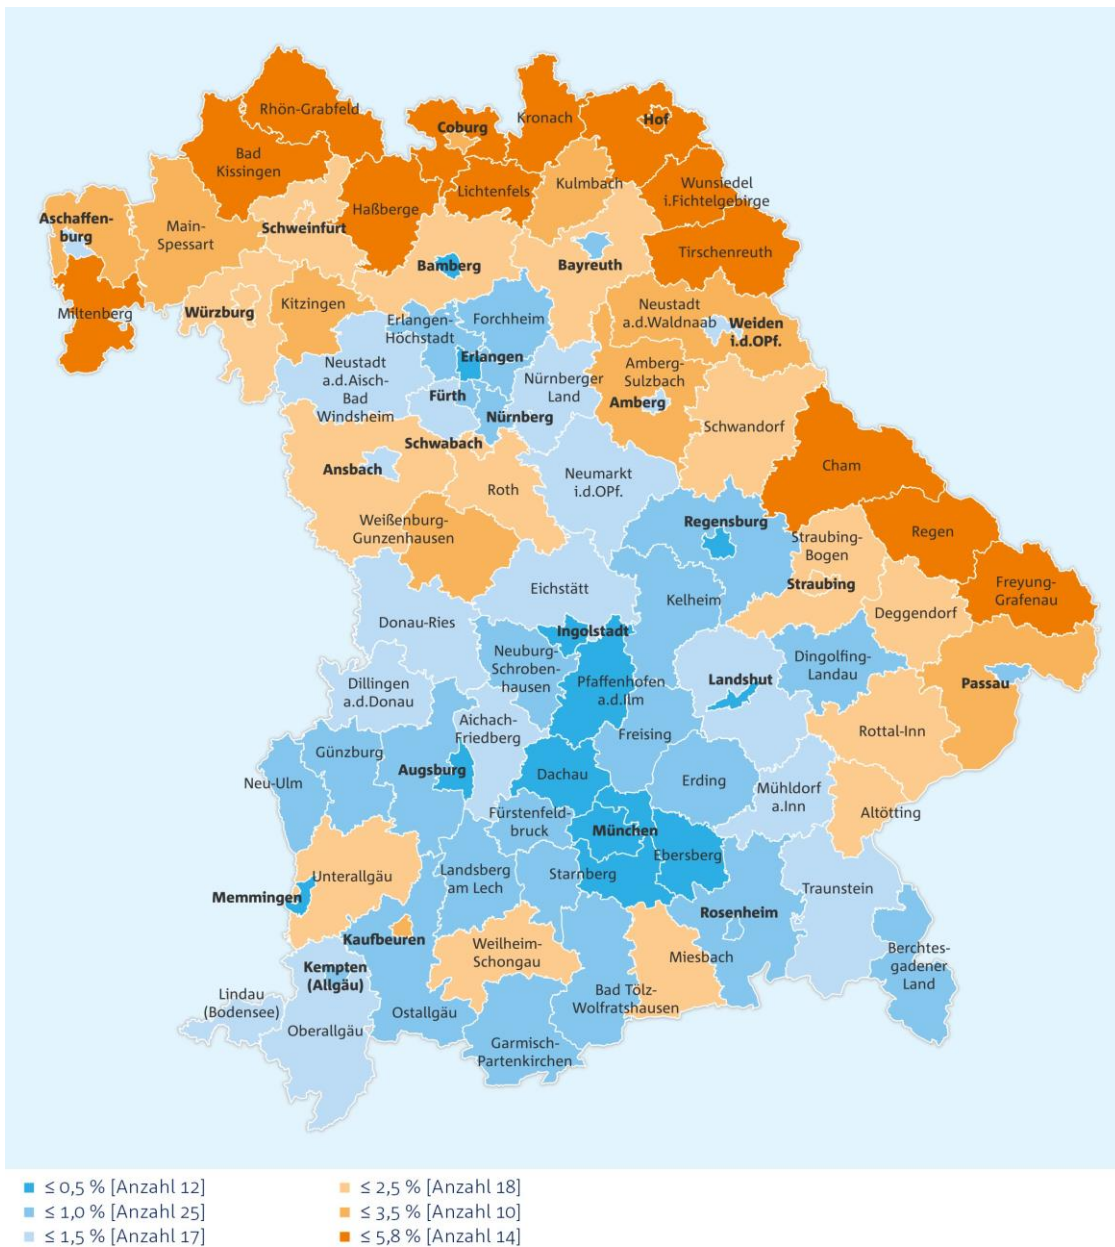 Rhön-Grabfeld
Bad
Kissingen
Coburg
Kronach
Hof
Haßberge
Lichtenfels
Kulmbach
Wunsiedel
i.Fichtelgebirge
Aschaffen-
burg
Main-
Spessart
Schweinfurt
Bamberg
Bayreuth
Tirschenreuth
Miltenberg
Würzburg
Kitzingen
Erlangen-
Höchstadt
Forchheim
Neustadt
a.d.Waldnaab
Weiden
i.d.OPf.
Neustadt
a.d.Aisch-
Bad
Windsheim
Erlangen
Fürth
Nürnberg
Nürnberger
Land
Amberg-
Sulzbach
Amberg
Schwandorf
Schwabach
Ansbach
Roth
Neumarkt
i.d.OPf.
Cham
Weißenburg-
Gunzenhausen
Regensburg
Straubing-
Bogen
Regen
Straubing
Freyung-
Grafenau
Eichstätt
Kelheim
Deggendorf
Donau-Ries
Ingolstadt
Neuburg-
Schroben-
hausen
Pfaffenhofen
a.d.Ilm
Landshut
Dingolfing-
Landau
Passau
Dillingen
a.d.Donau
Aichach-
Friedberg
Freising
Rottal-Inn
Günzburg
Neu-Ulm
Augsburg
Dachau
Erding
Mühldorf
a.Inn
Altötting
Fürstenfeld-
bruck
München
Ebersberg
Unterallgäu
Memmingen
Landsberg
am Lech
Starnberg
Traunstein
Rosenheim
Kaufbeuren
Weilheim-
Schongau
Miesbach
Berchtes-
gadener
Land
Kempten
(Allgäu)
Lindau
(Bodensee)
Oberallgäu
Ostallgäu
Bad Tölz-
Wolfratshausen
Garmisch-
Partenkirchen
≤ 0,5 % [Anzahl 12]
≤ 1,0 % [Anzahl 25]
≤ 1,5 % [Anzahl 17]
≤ 2,5 % [Anzahl 18]
≤ 3,5 % [Anzahl 10]
≤ 5,8 % [Anzahl 14]